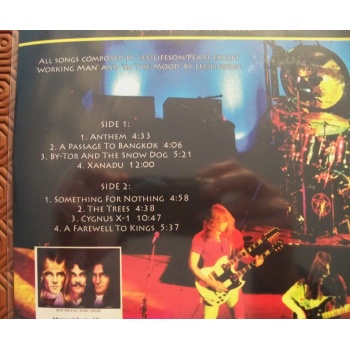 All songs composed by Lee/Lifeson/Peart except
'Working Man' and 'In The Mood by Lee/Lifeson
Side 1:
1. Anthem 4:33
2. A Passage To Bangkok 4:06
3. By-Tor And The Snow Dog 5:21
4. Xanadu 12:00
Side 2:
1. Something For Nothing 4:58
2. The Trees 4:38
3. Cygnus X-1 10:47
4. A Farewell To Kings 5:37